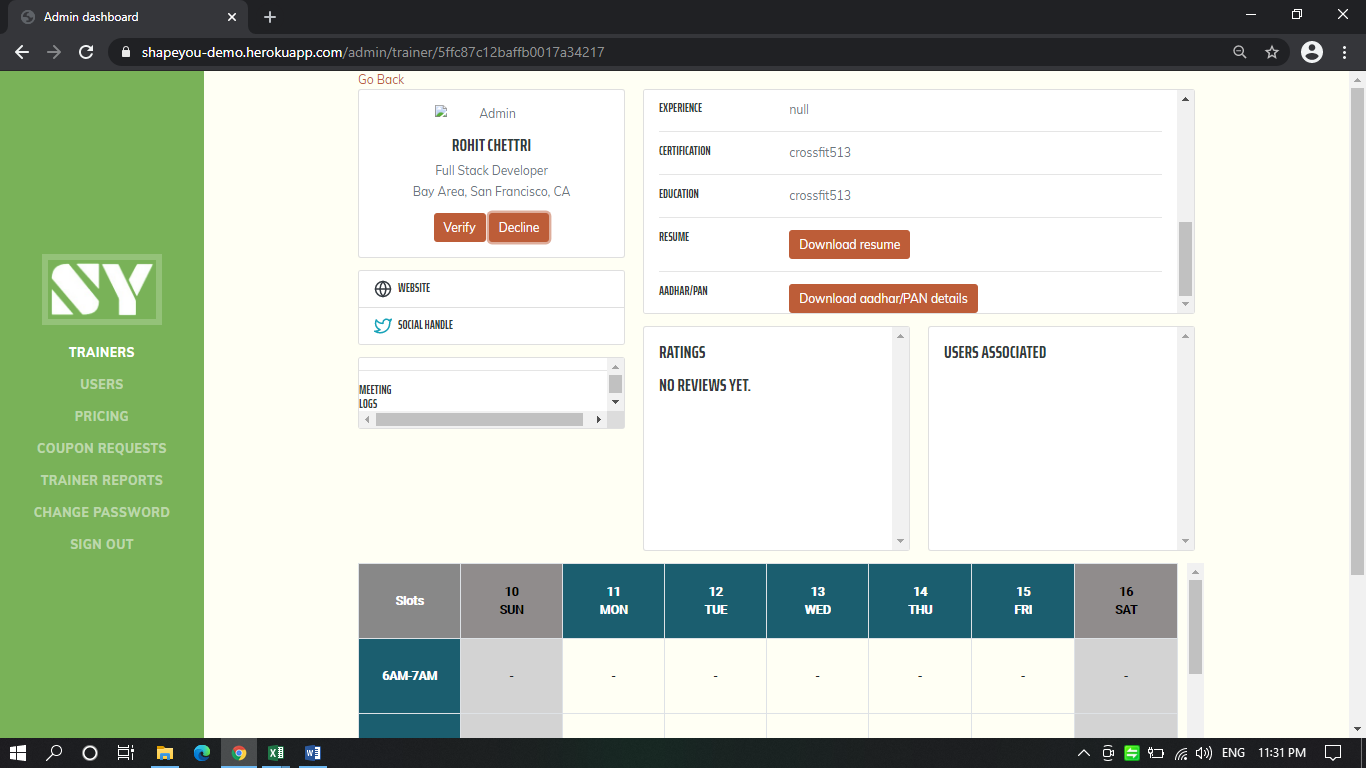 Admin dashboard
shapeyou-demo.herokuapp.com/admin/trainer/5ffc87c12baffb0017a34217
SY
TRAINERS
USERS
PRICING
COUPON REQUESTS
TRAINER REPORTS
CHANGE PASSWORD
SIGN OUT
Go Back
Admin
ROHIT CHETTRI
Full Stack Developer
Bay Area, San Francisco, CA
Verify Decline
WEBSITE
SOCIAL HANDLE
MEETING
LOGS
EXPERIENCE null
CERTIFICATION crossfit513
EDUCATION crossfit513
RESUME Download resume
AADHAR/PAN Download aadhar/PAN details
RATINGS
NO REVIEWS YET.
USERS ASSOCIATED
Slots 10 SUN 11 MON 12 TUE 13 WED 14 THU 15 FRI 16 SAT
6AM-7AM - - - - - - -
ENG 11:31 PM